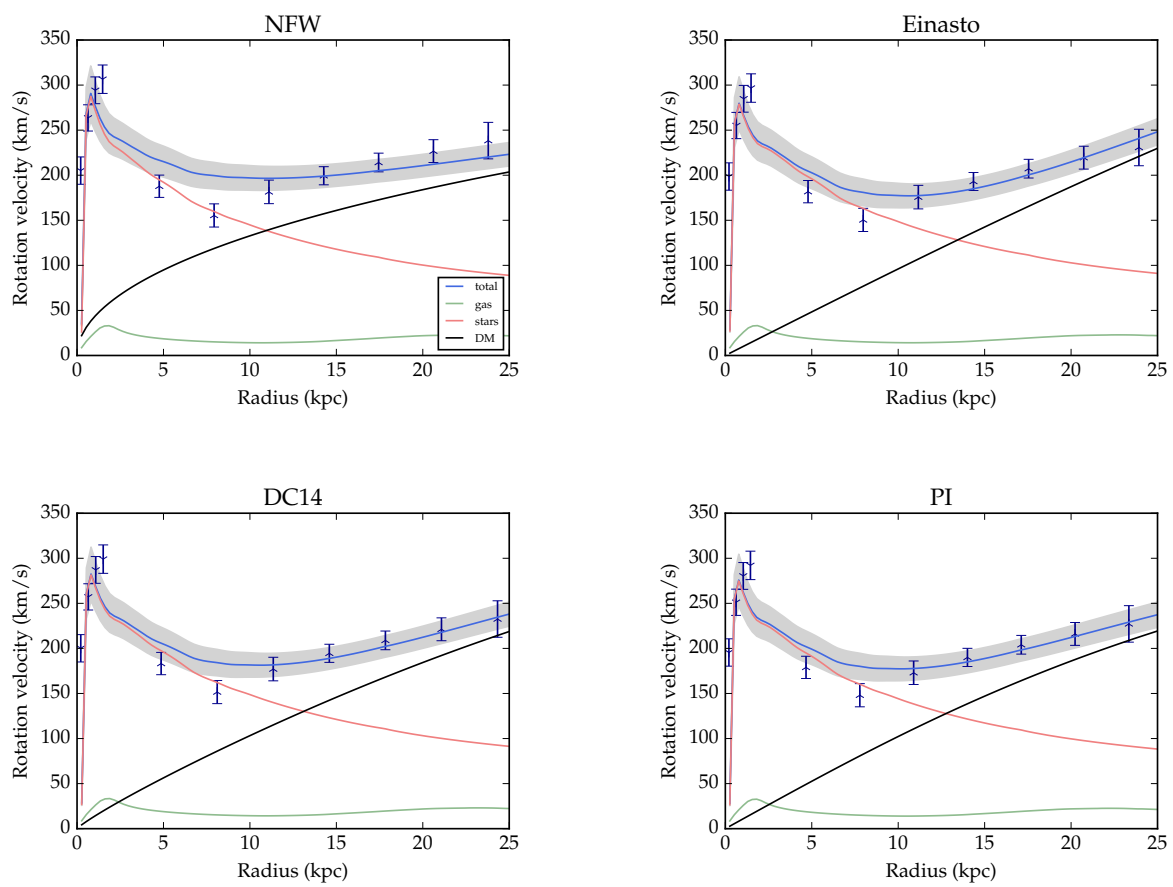 NFW
350
300
250
200
150
100
50
0
Rotation velocity (km/s)
total
gas
stars
DM
0 5 10 15 20 25
Radius (kpc)
Einasto
350
300
250
200
150
100
50
0
Rotation velocity (km/s)
0 5 10 15 20 25
Radius (kpc)
DC14
350
300
250
200
150
100
50
0
Rotation velocity (km/s)
0 5 10 15 20 25
Radius (kpc)
PI
350
300
250
200
150
100
50
0
Rotation velocity (km/s)
0 5 10 15 20 25
Radius (kpc)